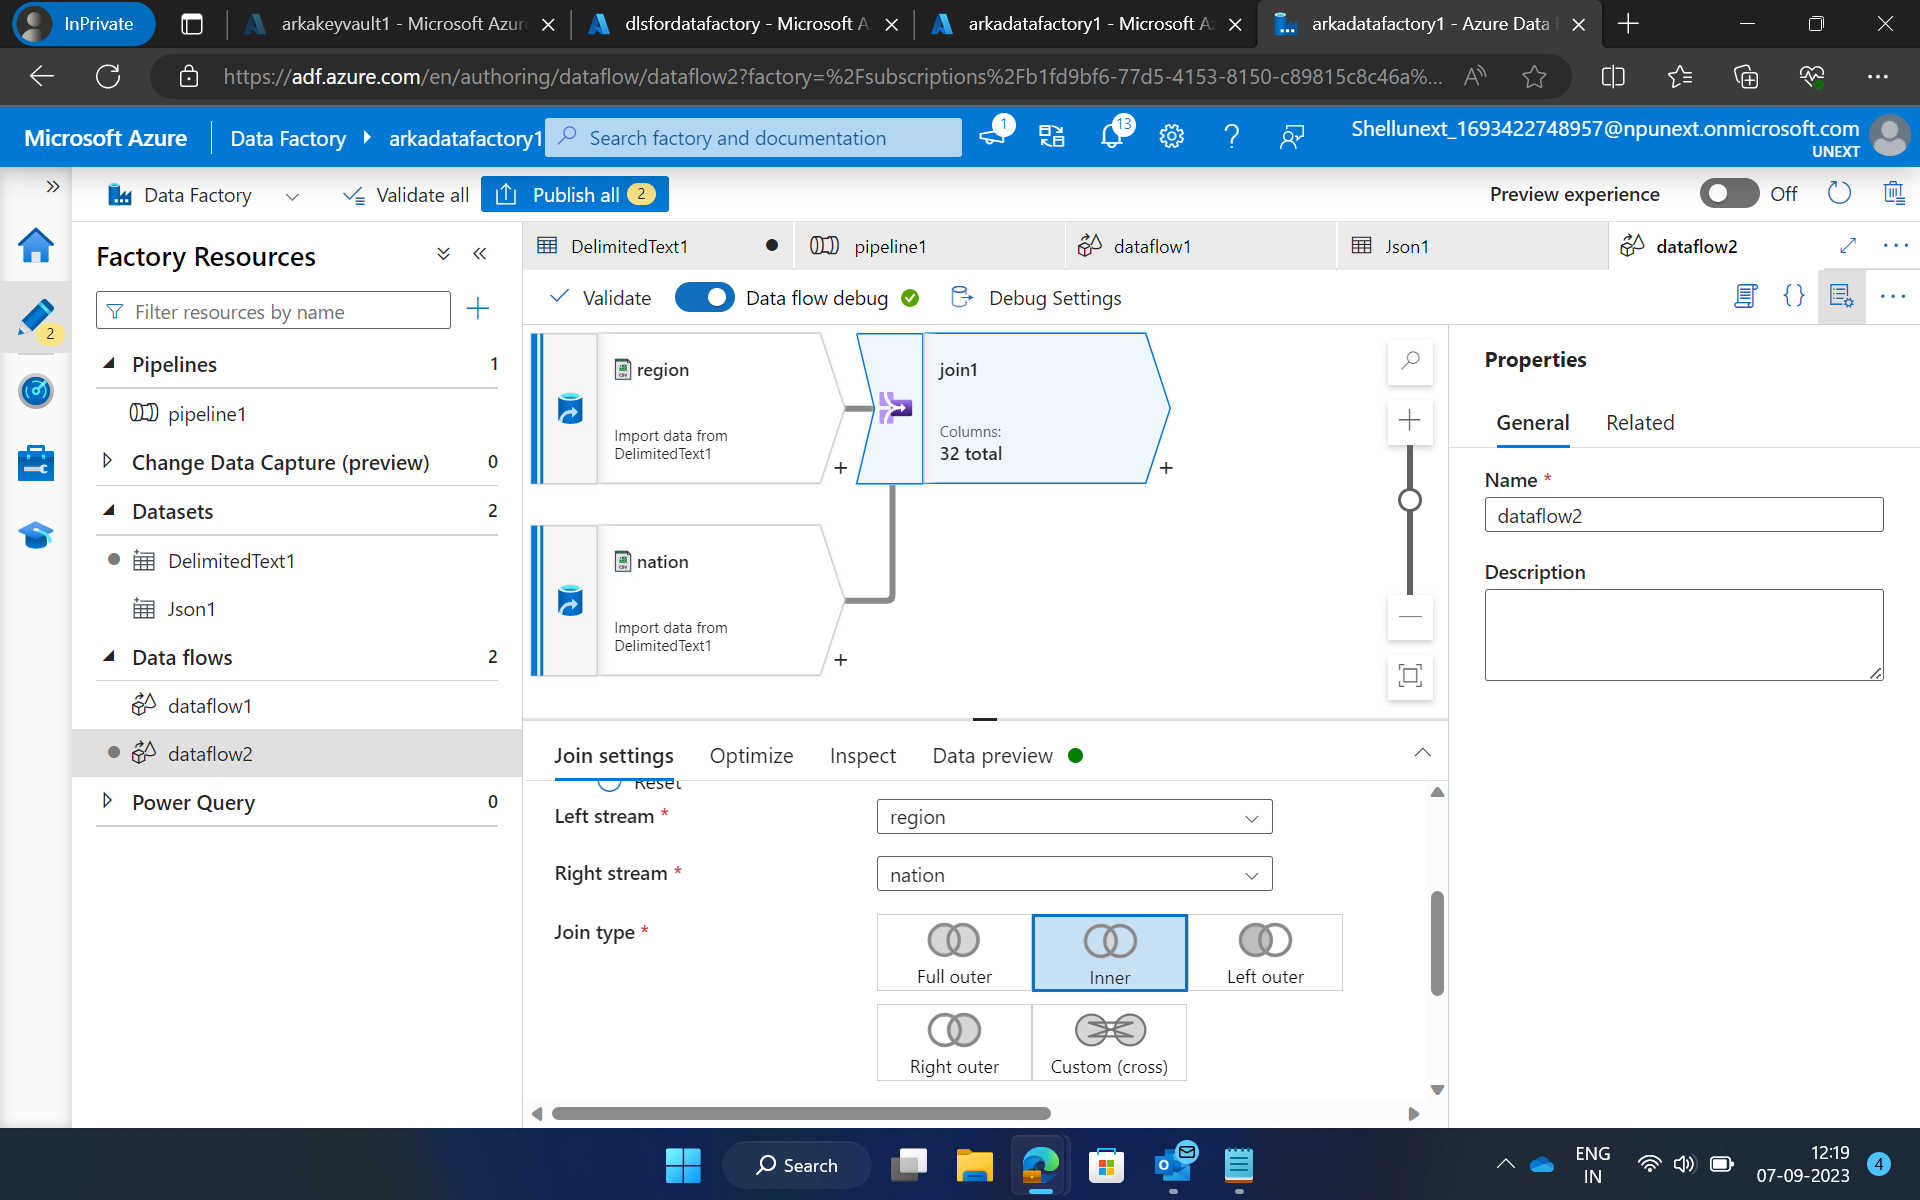 InPrivate
arkakeyvault1 - Microsoft Azur
dlsfordatafactory - Microsoft A
arkadatafactory1 - Microsoft Az
arkadatafactory1 - Azure Data
https://adf.azure.com/en/authoring/dataflow/dataflow2?factory=%2Fsubscriptions%2Fb1fd9bf6-77d5-4153-8150-c89815c8c46a%...
Microsoft Azure
Data Factory
arkadatafactory1
Search factory and documentation
1
13
Shellunext_1693422748957@npunext.onmicrosoft.com
UNEXT
Data Factory
Validate all
Publish all
2
Preview experience
Off
Factory Resources
Filter resources by name
2
Pipelines 1
pipeline1
Change Data Capture (preview) 0
Datasets 2
DelimitedText1
Json1
Data flows 2
dataflow1
dataflow2
Power Query 0
DelimitedText1
pipeline1
dataflow1
Json1
dataflow2
Validate
Data flow debug
Debug Settings
region
Import data from
DelimitedText1
join1
Columns:
32 total
nation
Import data from
DelimitedText1
Join settings
Optimize
Inspect
Data preview
Reset
Left stream *
region
Right stream *
nation
Join type *
Full outer
Inner
Left outer
Right outer
Custom (cross)
Properties
General
Related
Name *
dataflow2
Description
Search
ENG
IN
12:19
07-09-2023
4